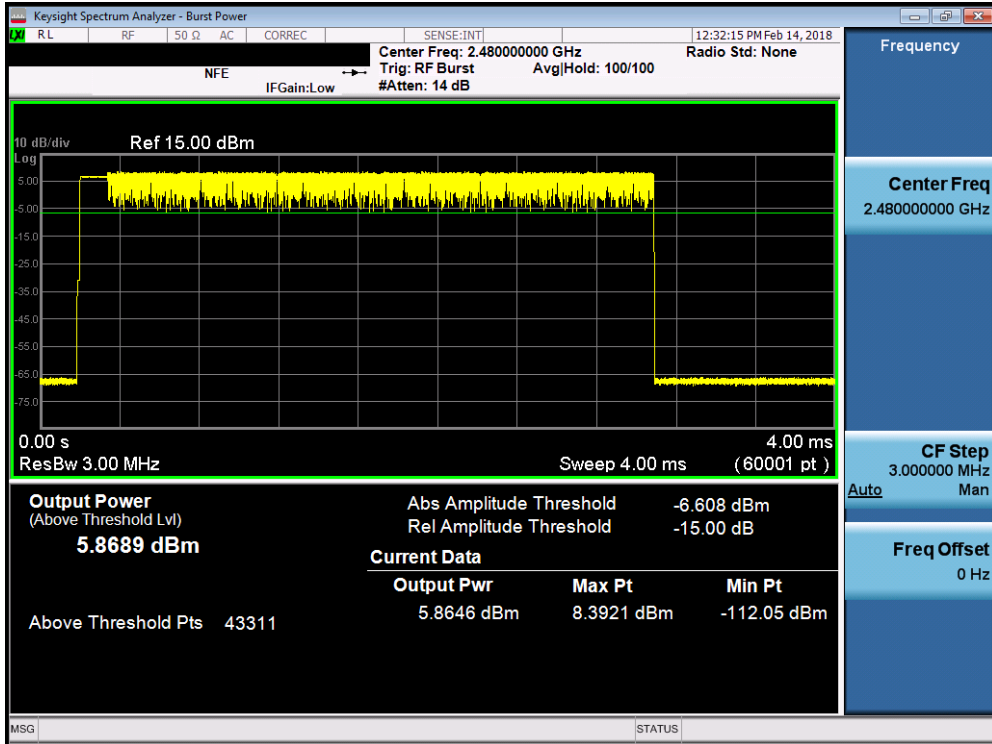 Keysight Spectrum Analyzer - Burst Power
LXI RL RF 50 Ω AC CORREC SENSE:INT 12:32:15 PM Feb 14, 2018
Center Freq: 2.480000000 GHz Radio Std: None
NFE Trig: RF Burst Avg|Hold: 100/100
IFGain:Low #Atten: 14 dB
Frequency
10 dB/div Ref 15.00 dBm
Log
5.00
-5.00
-15.0
-25.0
-35.0
-45.0
-55.0
-65.0
-75.0
0.00 s 4.00 ms
ResBw 3.00 MHz Sweep 4.00 ms (60001 pt )
Output Power
(Above Threshold Lvl)
5.8689 dBm
Above Threshold Pts 43311
Abs Amplitude Threshold -6.608 dBm
Rel Amplitude Threshold -15.00 dB
Current Data
Output Pwr Max Pt Min Pt
5.8646 dBm 8.3921 dBm -112.05 dBm
Center Freq
2.480000000 GHz
CF Step
3.000000 MHz
Auto Man
Freq Offset
0 Hz
MSG STATUS